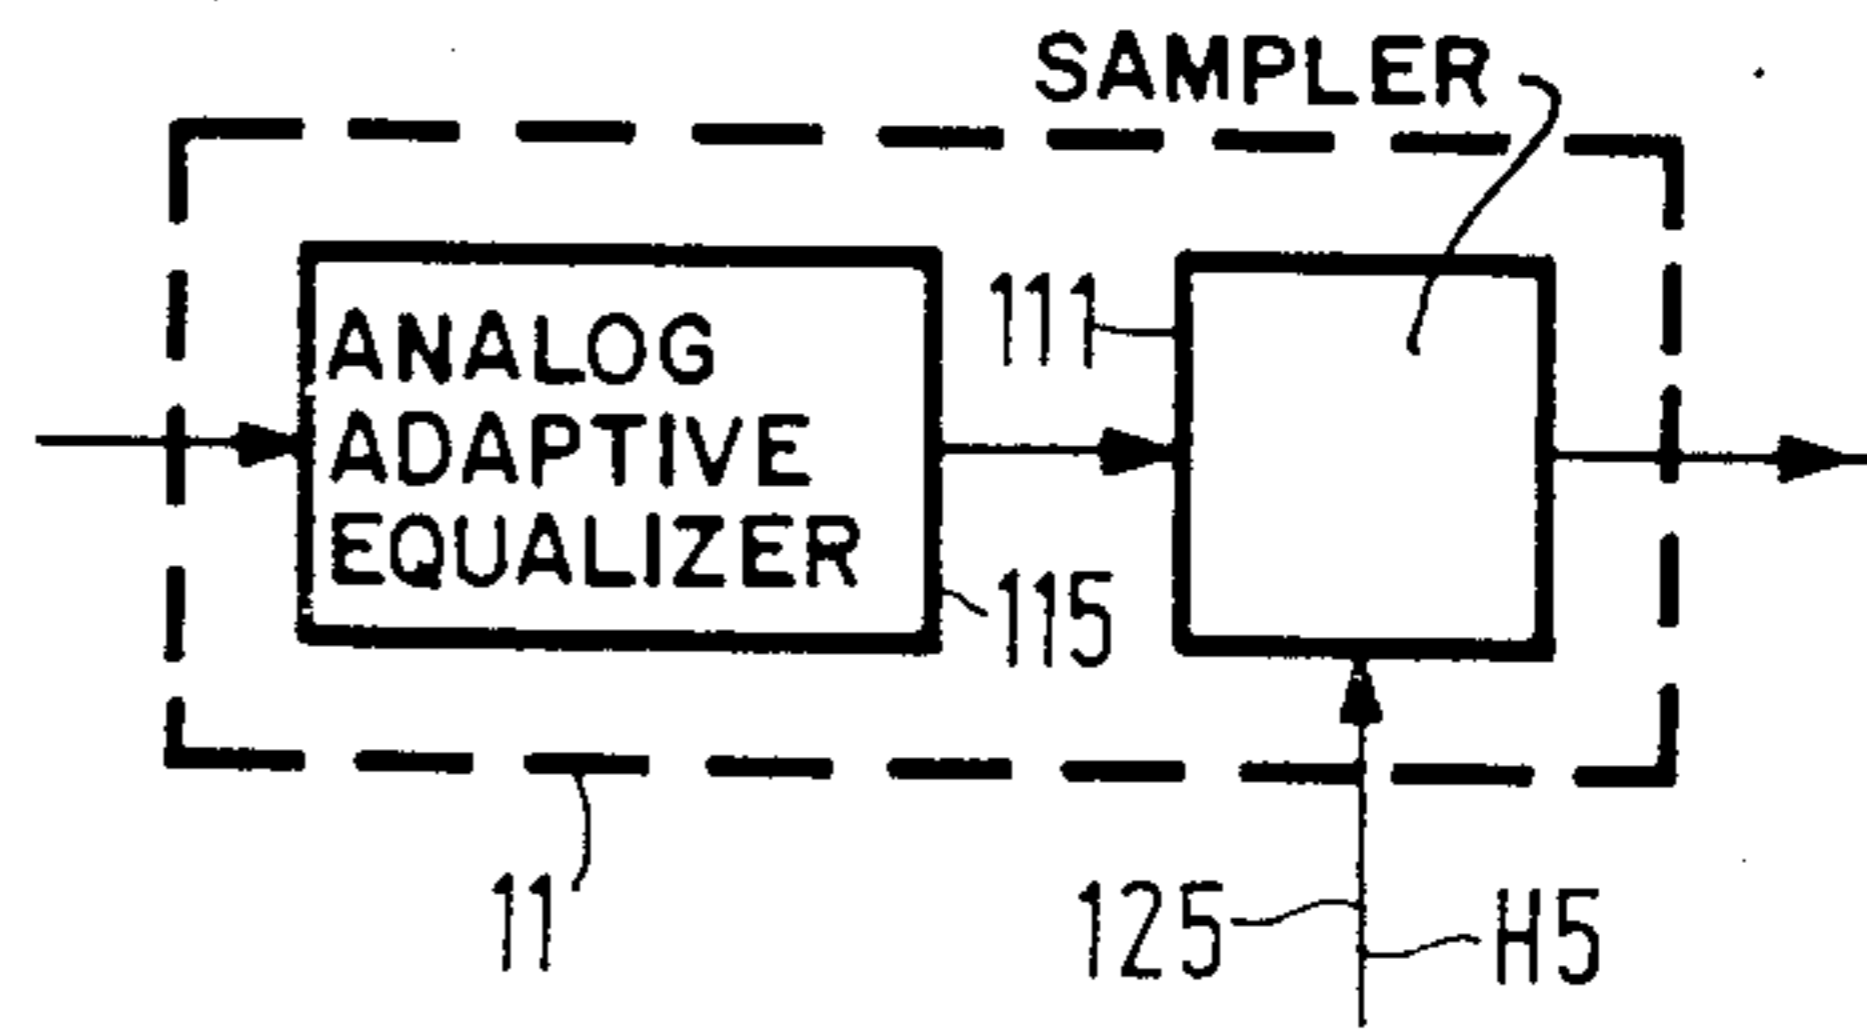 SAMPLER
ANALOG
ADAPTIVE
EQUALIZER
111
115
11
125
H5